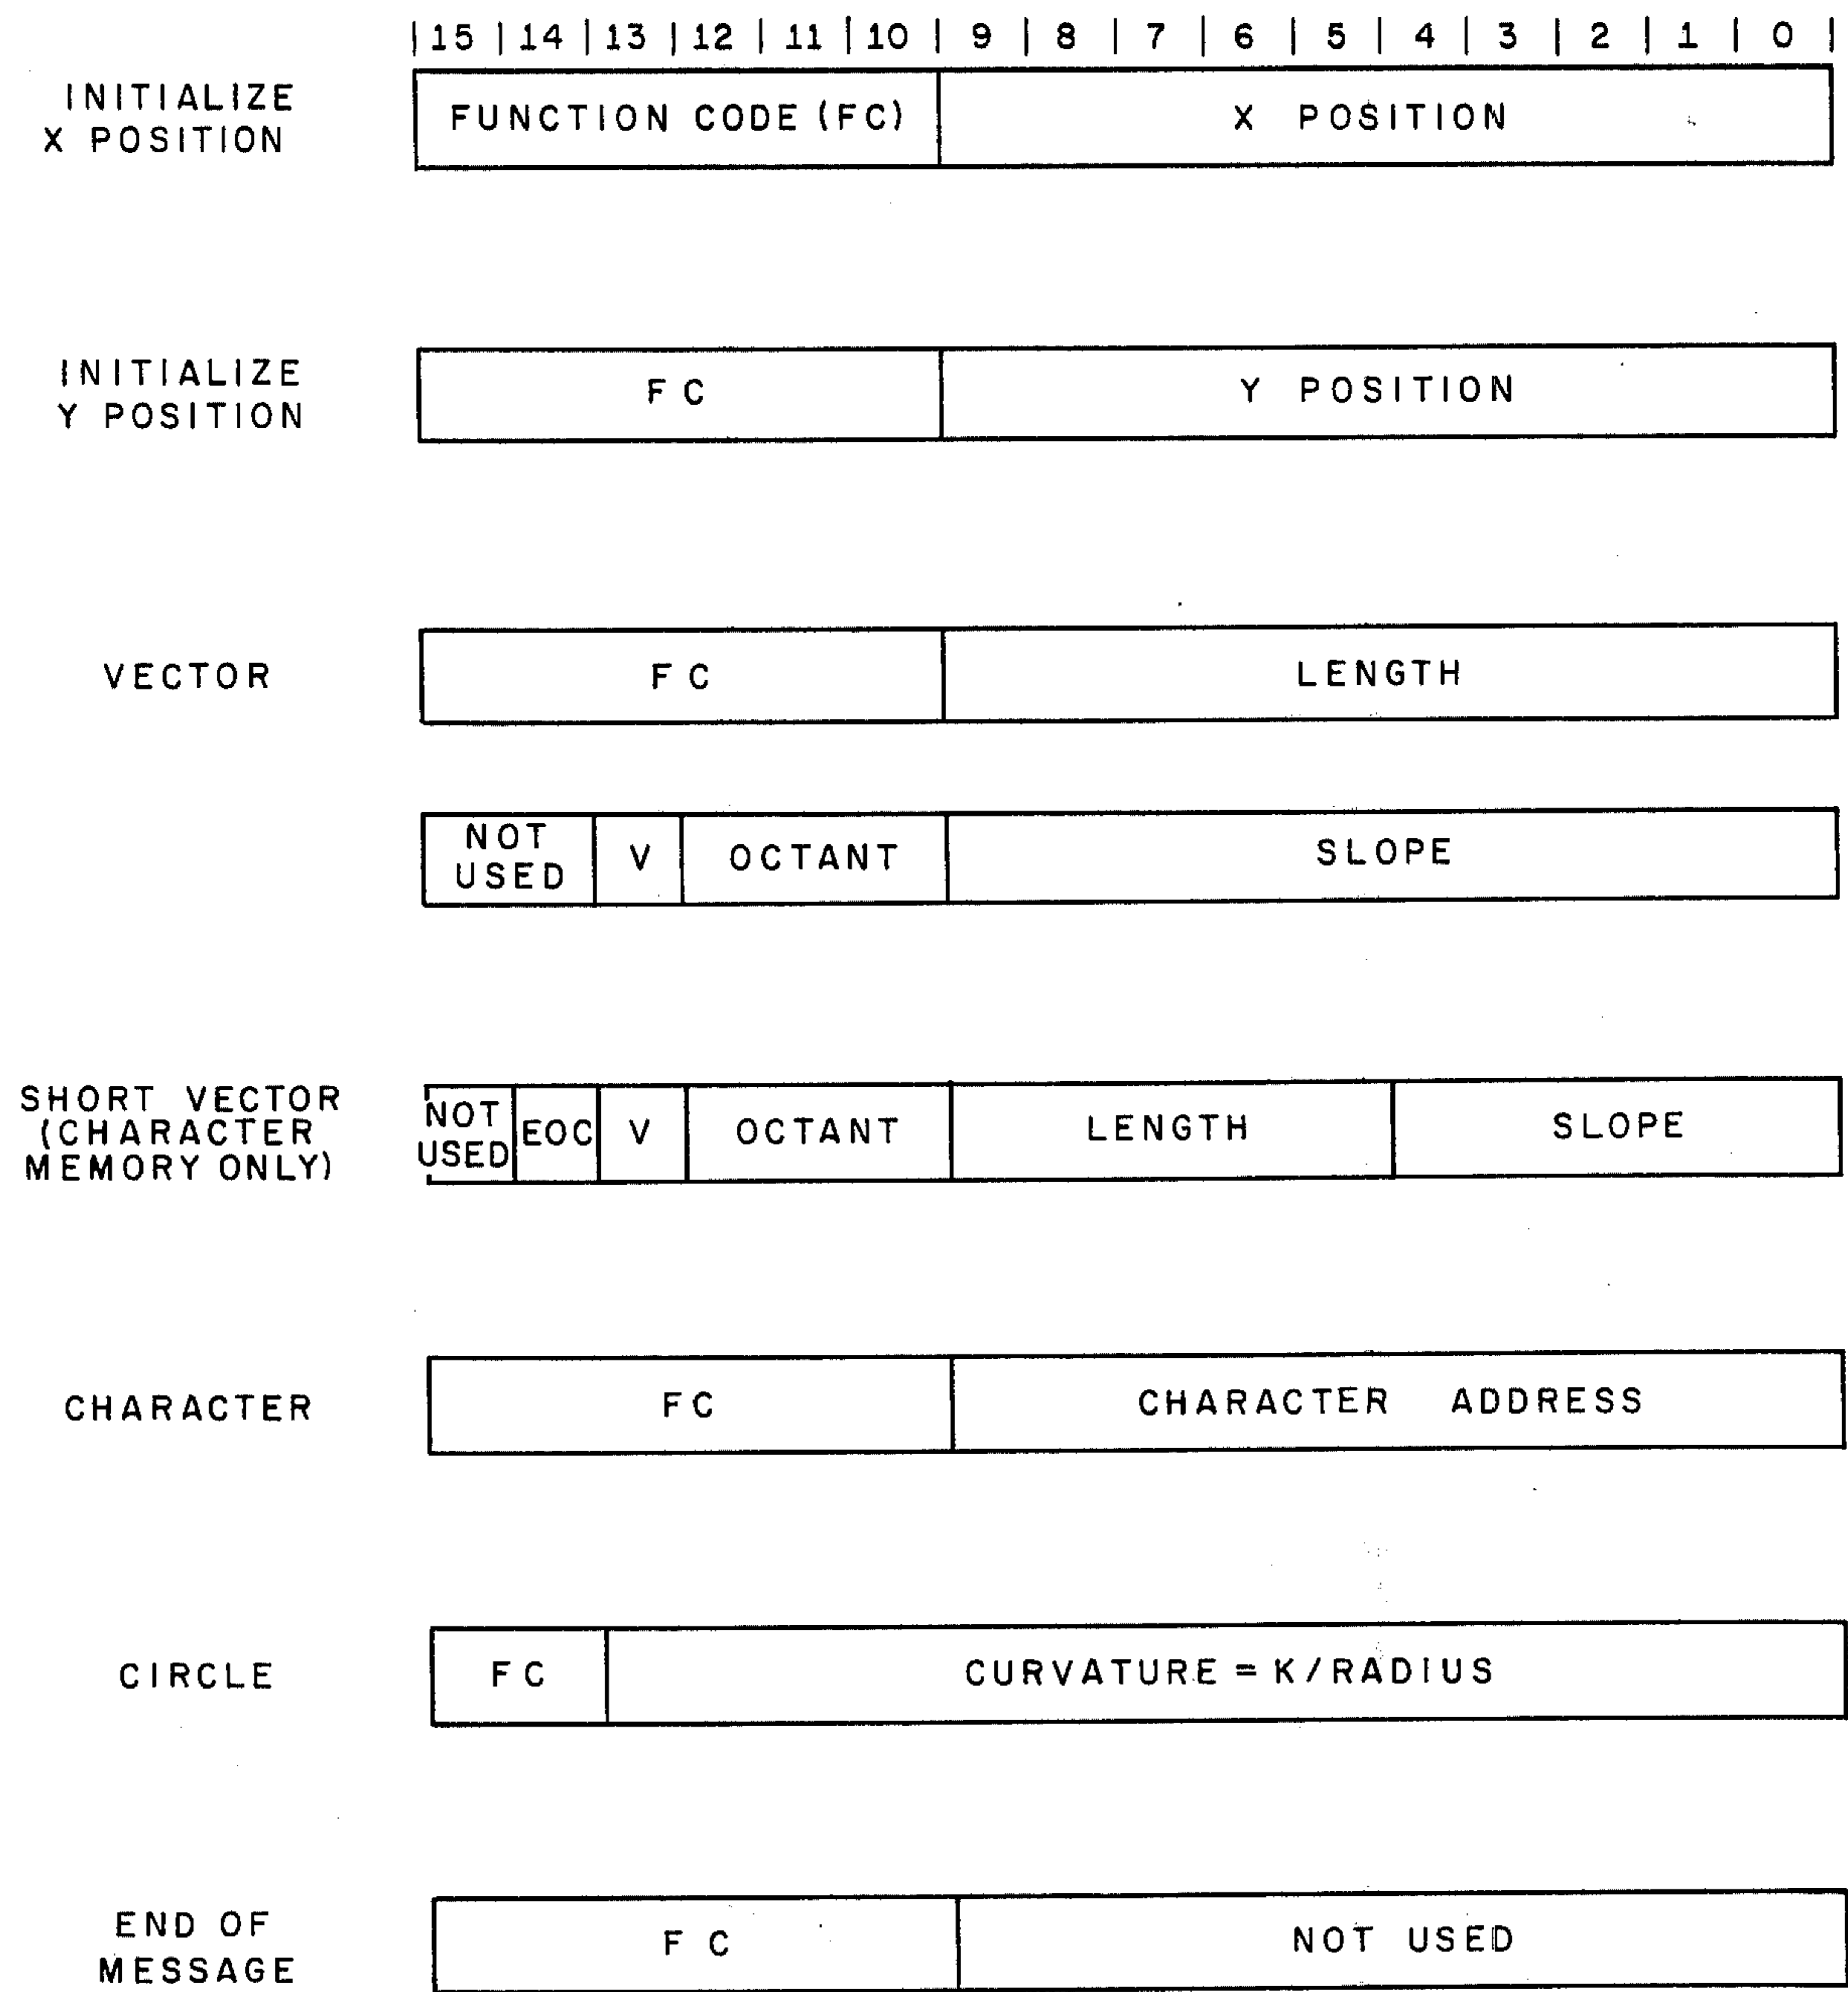 |15|14|13|12|11|10|9|8|7|6|5|4|3|2|1|0|
INITIALIZE
X POSITION
FUNCTION CODE (FC)
X POSITION
INITIALIZE
Y POSITION
FC
Y POSITION
VECTOR
FC
LENGTH
NOT
USED
V
OCTANT
SLOPE
SHORT VECTOR
(CHARACTER
MEMORY ONLY)
NOT
USED
EOC
V
OCTANT
LENGTH
SLOPE
CHARACTER
FC
CHARACTER ADDRESS
CIRCLE
FC
CURVATURE = K/RADIUS
END OF
MESSAGE
FC
NOT USED